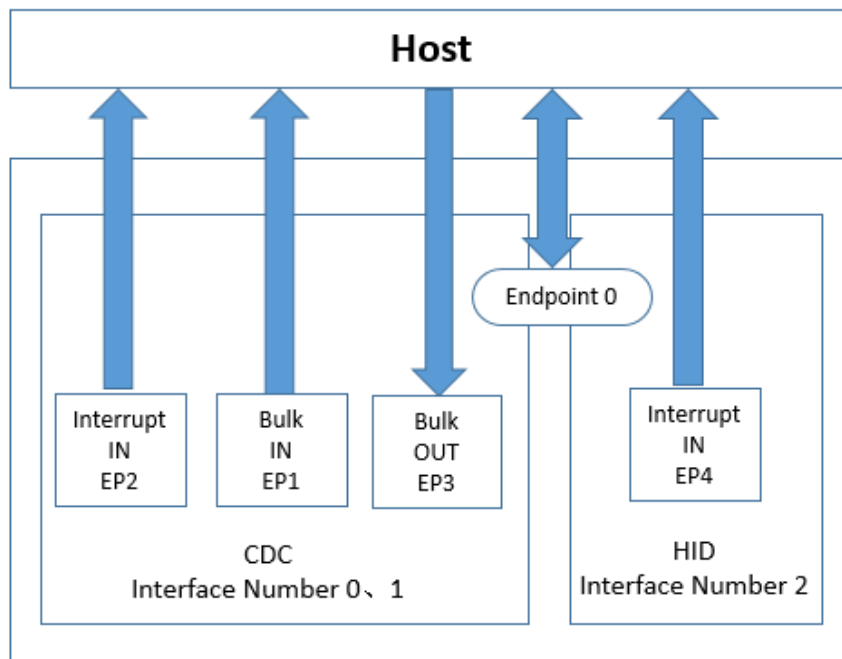 Host
Endpoint 0
Interrupt
IN
EP2
Bulk
IN
EP1
Bulk
OUT
EP3
Interrupt
IN
EP4
CDC
Interface Number 0、1
HID
Interface Number 2